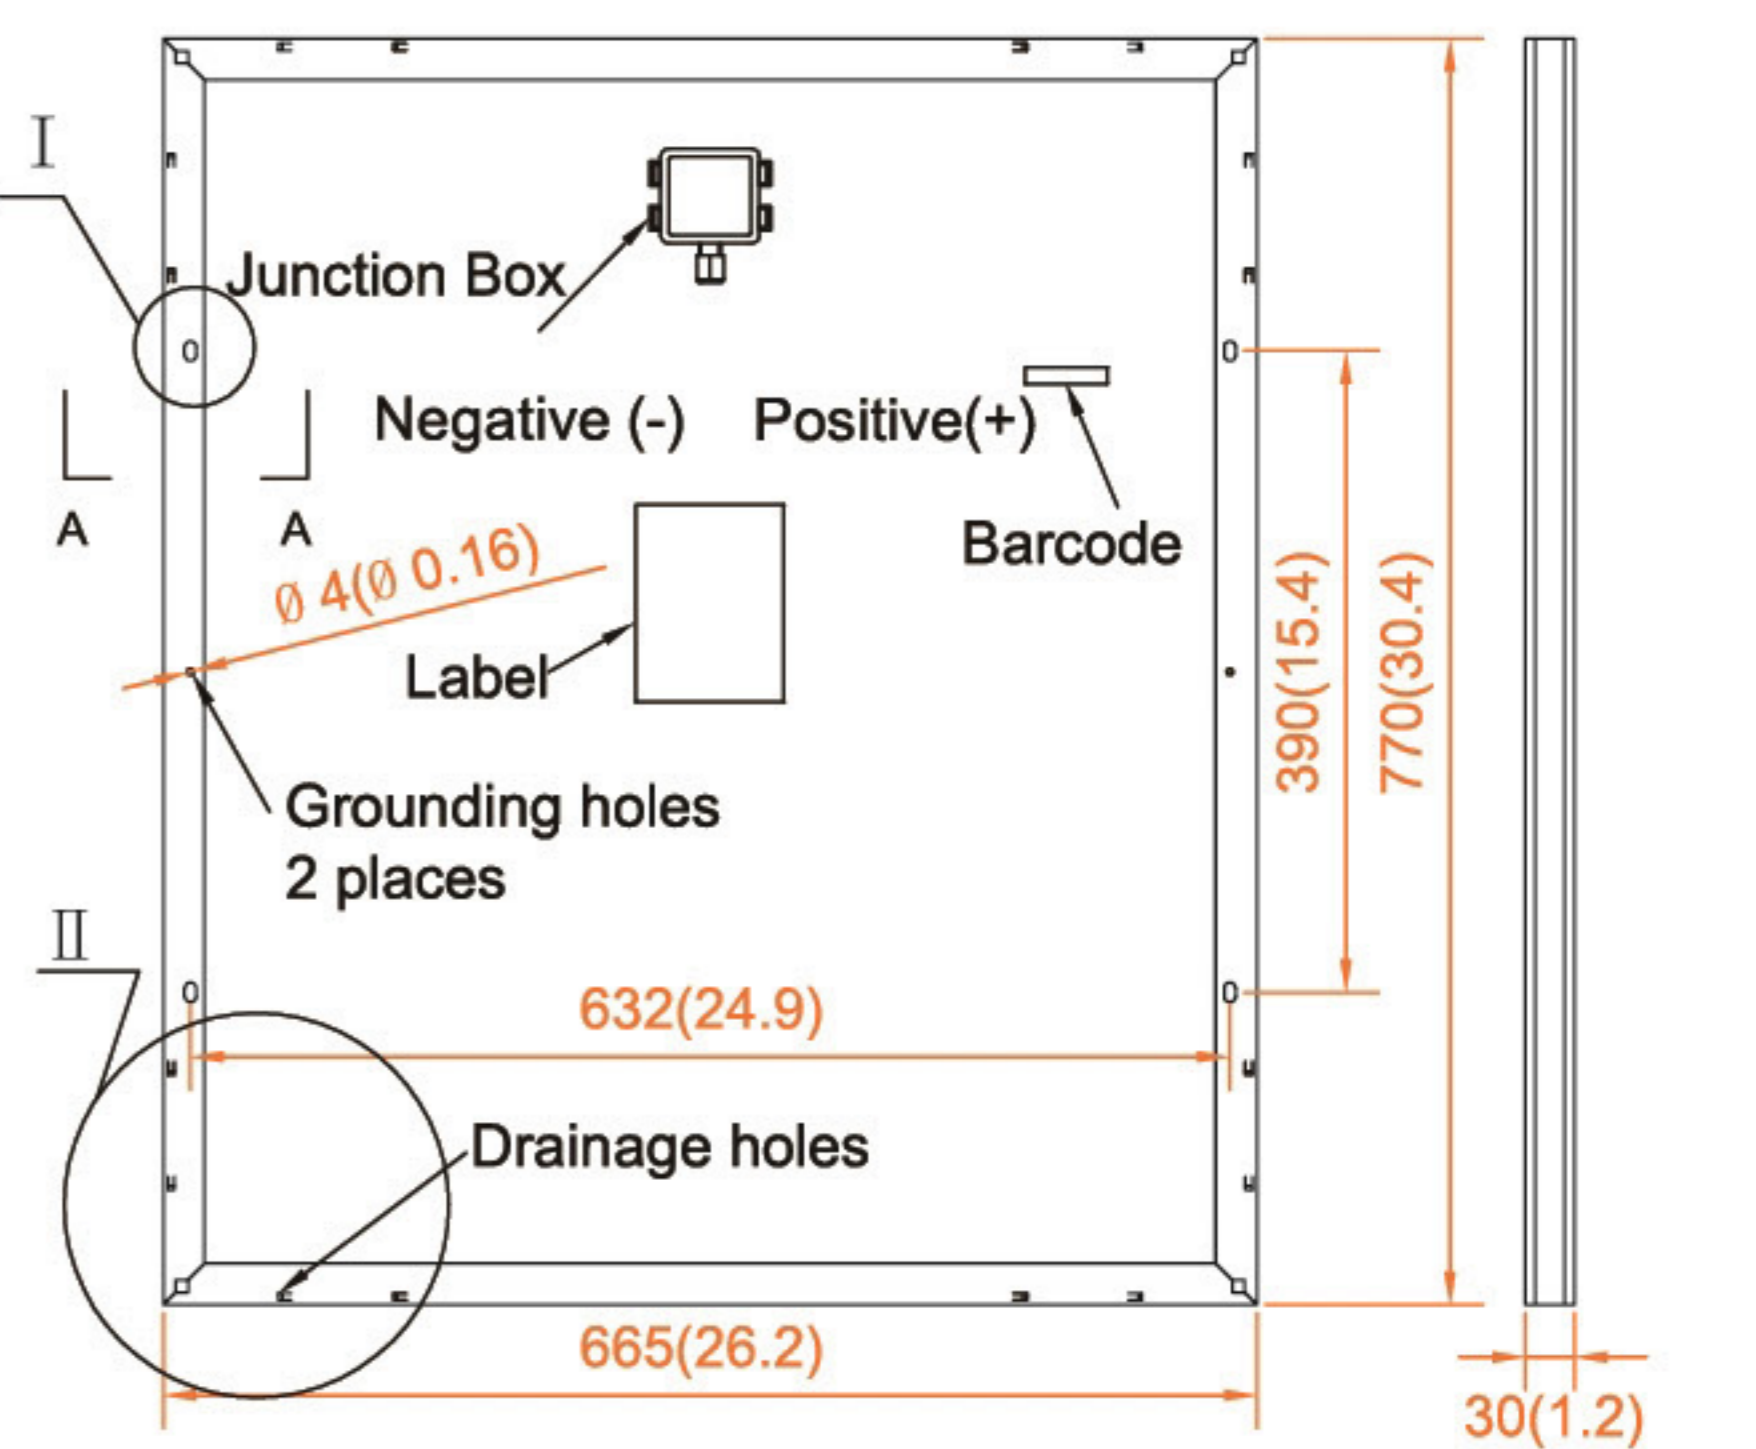 I
Junction Box
Negative (-)
Positive(+)
A
A
Barcode
Ø 4(Ø 0.16)
Label
390(15.4)
770(30.4)
Grounding holes
2 places
II
632(24.9)
Drainage holes
665(26.2)
30(1.2)